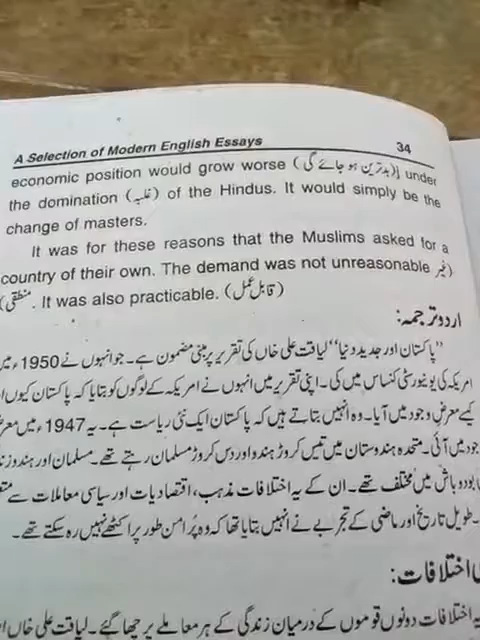 A Selection of Modern English Essays 34
economic position would grow worse (بدترین ہو جائے گی)] under
the domination (غلبہ) of the Hindus. It would simply be the
change of masters.
It was for these reasons that the Muslims asked for a
country of their own. The demand was not unreasonable (غیر
منطقی). It was also practicable. (قابل عمل)
اردو ترجمہ:
"پاکستان اور جدید دنیا" لیاقت علی خاں کی تقریر پر مبنی مضمون ہے۔ جو انہوں نے 1950ء میں
امریکہ کی یونیورسٹی کنساس میں کی۔ اپنی تقریر میں انہوں نے امریکہ کے لوگوں کو بتایا کہ پاکستان کیوں
کیسے معرض وجود میں آیا۔ وہ انہیں بتاتے ہیں کہ پاکستان ایک نئی ریاست ہے۔ یہ 1947ء میں
جود میں آئی۔ متحدہ ہندوستان میں تیس کروڑ ہندو اور دس کروڑ مسلمان رہتے تھے۔ مسلمان اور ہندو
بودوباش میں مختلف تھے۔ ان کے یہ اختلافات مذہب، اقتصادیات اور سیاسی معاملات سے
۔ طویل تاریخ اور ماضی کے تجربے نے انہیں بتایا تھا کہ وہ پُر امن طور پر اکٹھے نہیں رہ سکتے تھے۔
اختلافات:
یہ اختلافات دونوں قوموں کے درمیان زندگی کے ہر معاملے پر چھا گئے۔ لیاقت علی خاں